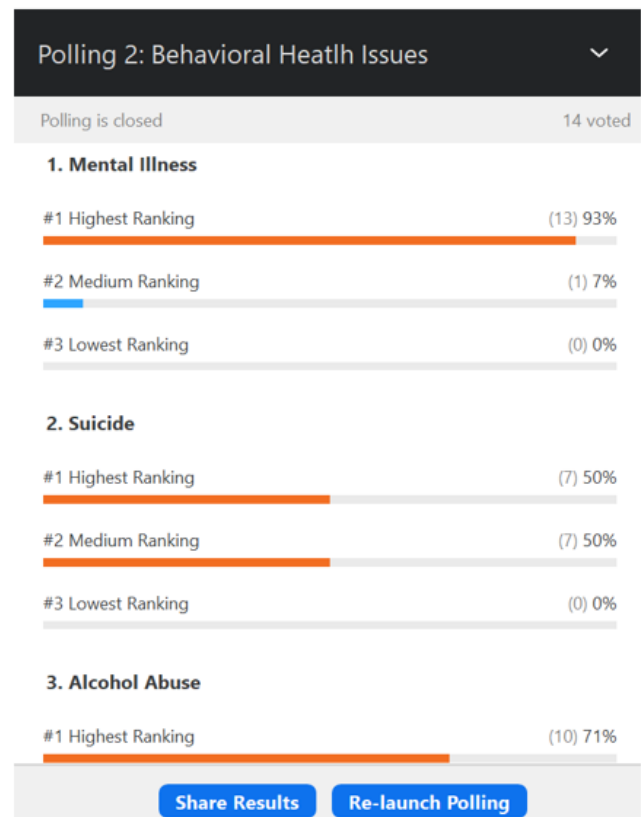 Polling 2: Behavioral Heatlh Issues
Polling is closed 14 voted
1. Mental Illness
#1 Highest Ranking (13) 93%
#2 Medium Ranking (1) 7%
#3 Lowest Ranking (0) 0%
2. Suicide
#1 Highest Ranking (7) 50%
#2 Medium Ranking (7) 50%
#3 Lowest Ranking (0) 0%
3. Alcohol Abuse
#1 Highest Ranking (10) 71%
Share Results Re-launch Polling